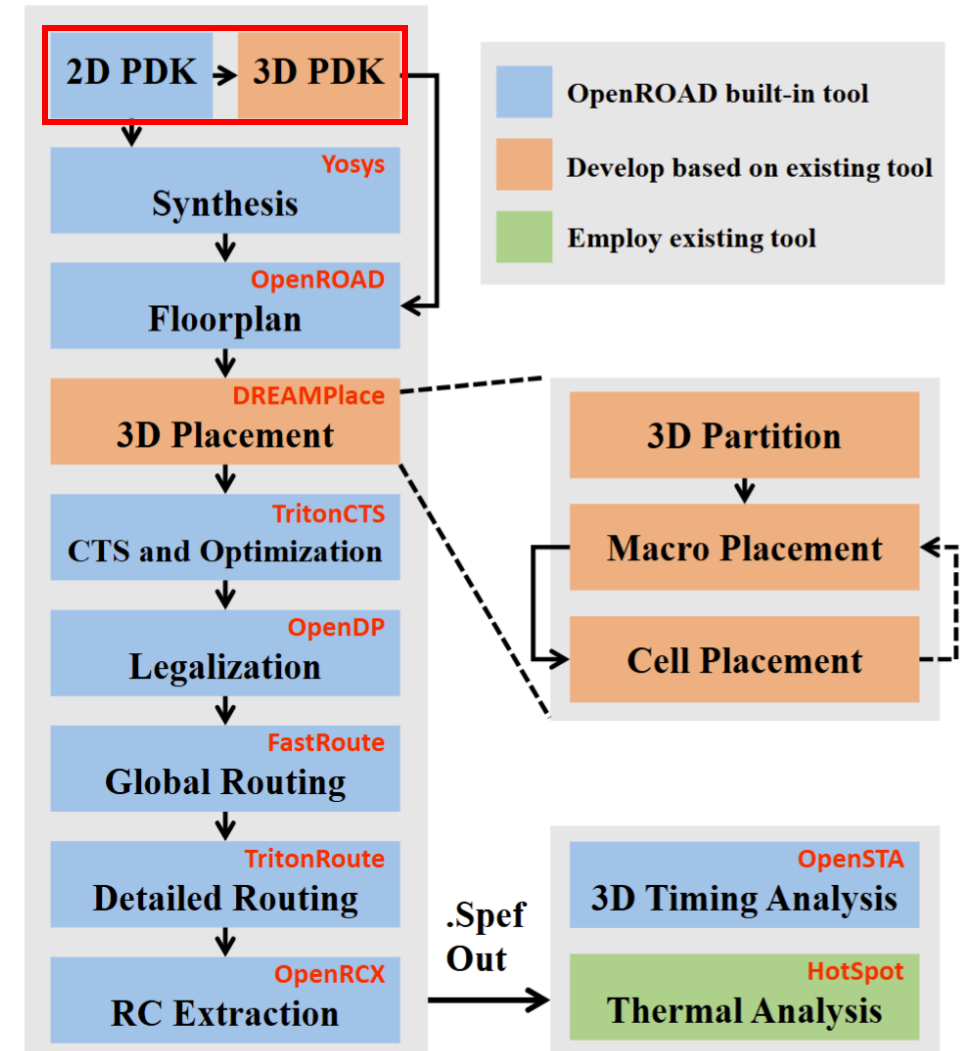 2D PDK
3D PDK
Yosys
Synthesis
OpenROAD
Floorplan
DREAMPlace
3D Placement
TritonCTS
CTS and Optimization
OpenDP
Legalization
FastRoute
Global Routing
TritonRoute
Detailed Routing
OpenRCX
RC Extraction
OpenROAD built-in tool
Develop based on existing tool
Employ existing tool
3D Partition
Macro Placement
Cell Placement
.Spef
Out
OpenSTA
3D Timing Analysis
HotSpot
Thermal Analysis